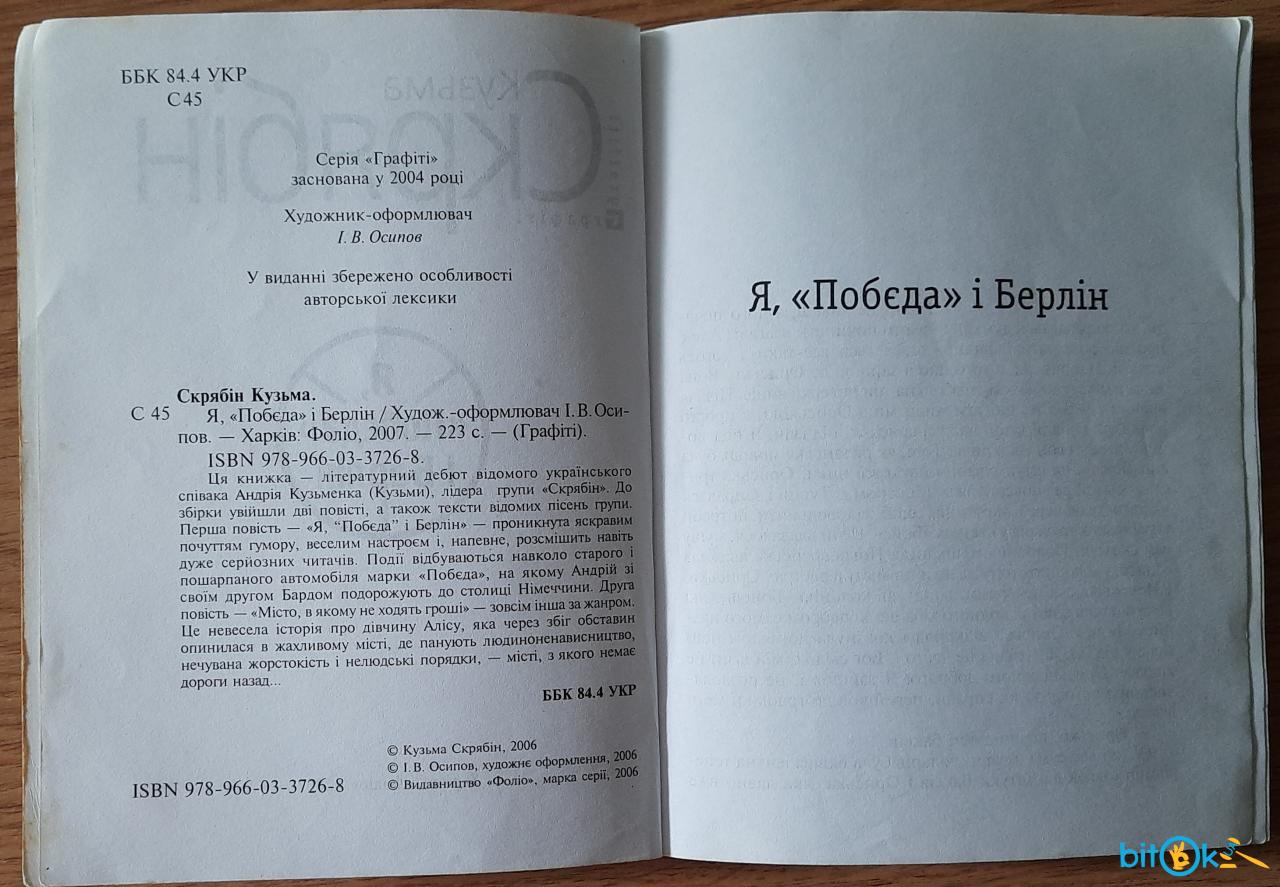 ББК 84.4 УКР
С45
Серія «Графіті»
заснована у 2004 році
Художник-оформлювач
І. В. Осипов
У виданні збережено особливості
авторської лексики
Скрябін Кузьма.
С 45 Я, «Побєда» і Берлін / Худож.-оформлювач І. В. Оси-
пов. — Харків: Фоліо, 2007. — 223 с. — (Графіті).
ISBN 978-966-03-3726-8.
Ця книжка — літературний дебют відомого українського
співака Андрія Кузьменка (Кузьми), лідера групи «Скрябін». До
збірки увійшли дві повісті, а також тексти відомих пісень групи.
Перша повість — «Я, “Побєда” і Берлін» — проникнута яскравим
почуттям гумору, веселим настроєм і, напевне, розсмішить навіть
дуже серйозних читачів. Події відбуваються навколо старого і
пошарпаного автомобіля марки «Побєда», на якому Андрій зі
своїм другом Бардом подорожують до столиці Німеччини. Друга
повість — «Місто, в якому не ходять гроші» — зовсім інша за жанром.
Це невесела історія про дівчину Алісу, яка через збіг обставин
опинилася в жахливому місті, де панують людиноненависництво,
нечувана жорстокість і нелюдські порядки, — місті, з якого немає
дороги назад...
ББК 84.4 УКР
© Кузьма Скрябін, 2006
© І. В. Осипов, художнє оформлення, 2006
ISBN 978-966-03-3726-8 © Видавництво «Фоліо», марка серії, 2006
Я, «Побєда» і Берлін
bitok